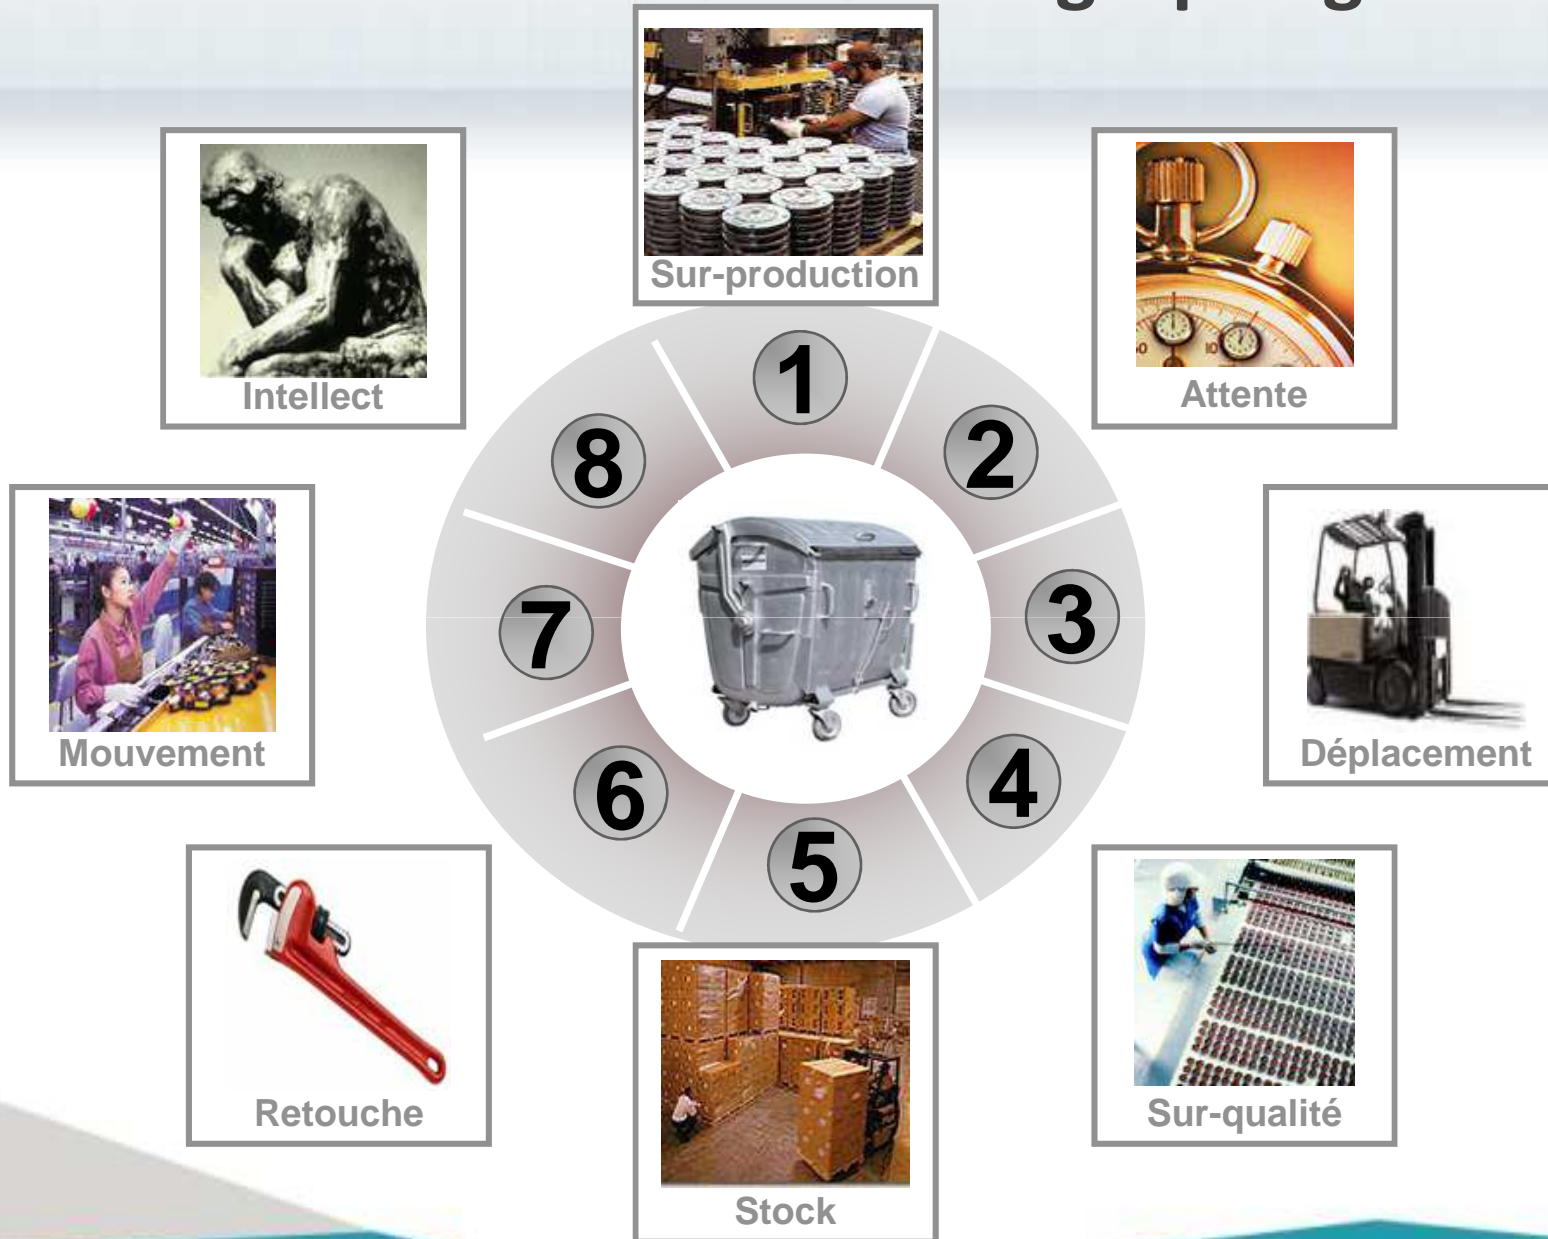 Sur-production
1
Attente
2
Déplacement
3
Sur-qualité
4
Stock
5
Retouche
6
Mouvement
7
Intellect
8